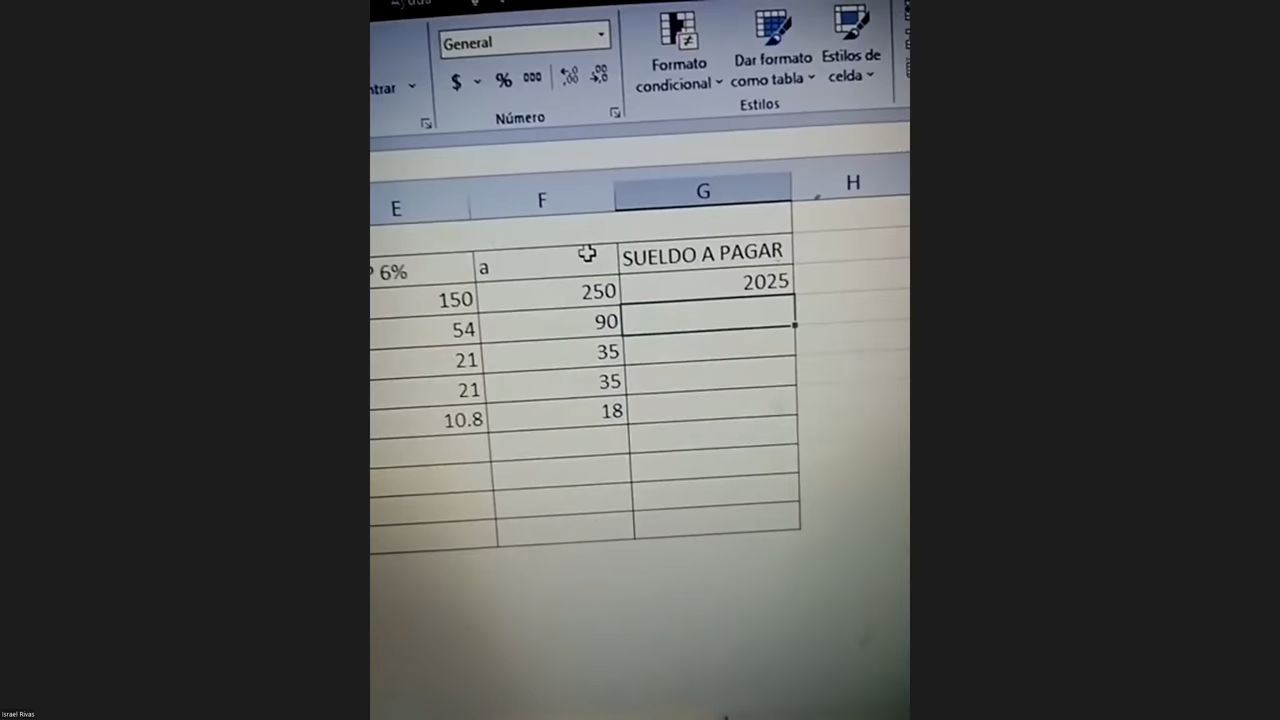 General
ntrar
$ % 000
Número
Formato condicional
Dar formato como tabla
Estilos de celda
Estilos
E F G H
6% a SUELDO A PAGAR
150 250 2025
54 90
21 35
21 35
10.8 18
Israel Rivas